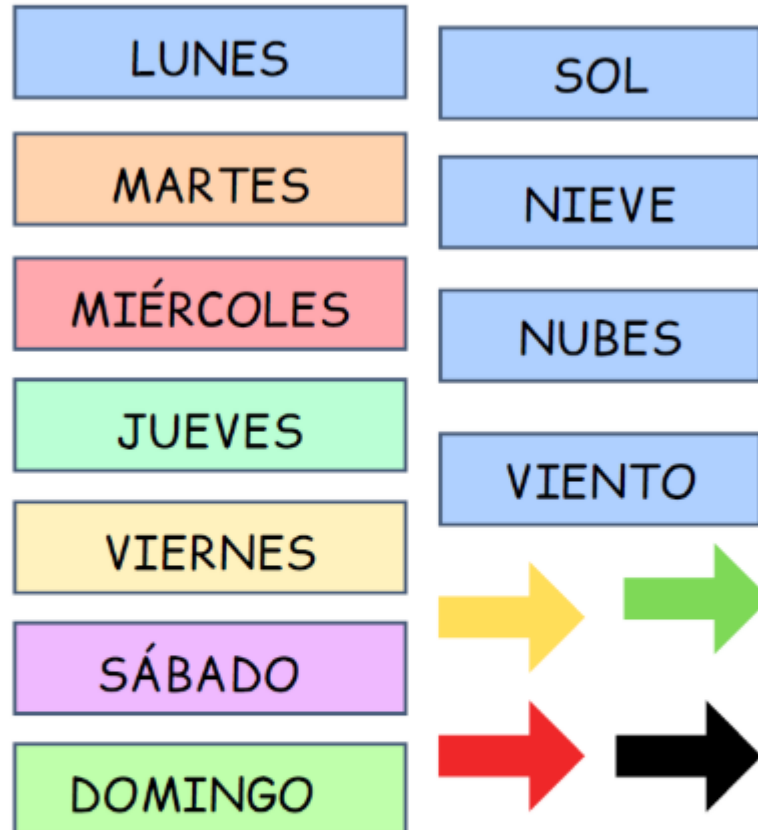 LUNES
MARTES
MIÉRCOLES
JUEVES
VIERNES
SÁBADO
DOMINGO
SOL
NIEVE
NUBES
VIENTO